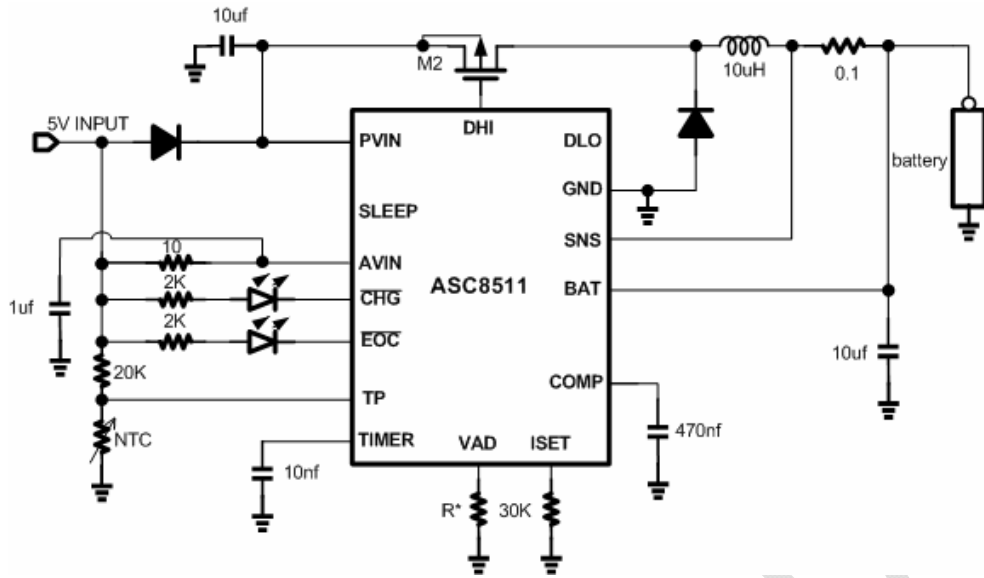 10uf
M2
10uH
0.1
5V INPUT
PVIN
DHI
DLO
battery
GND
SLEEP
SNS
10
AVIN
ASC8511
2K
CHG
BAT
1uf
2K
EOC
10uf
20K
COMP
TP
NTC
TIMER
VAD
ISET
470nf
10nf
R*
30K